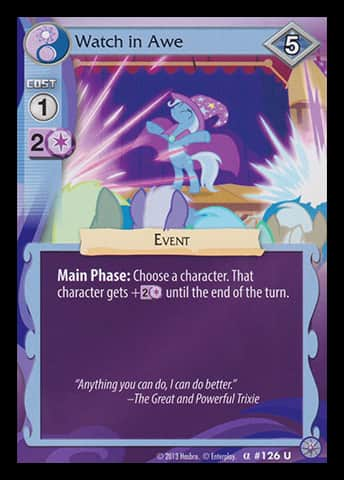 Watch in Awe
5
COST
1
2
EVENT
Main Phase: Choose a character. That
character gets +2 until the end of the turn.
"Anything you can do, I can do better."
–The Great and Powerful Trixie
© 2013 Hasbro. © Enterplay. α #126 U